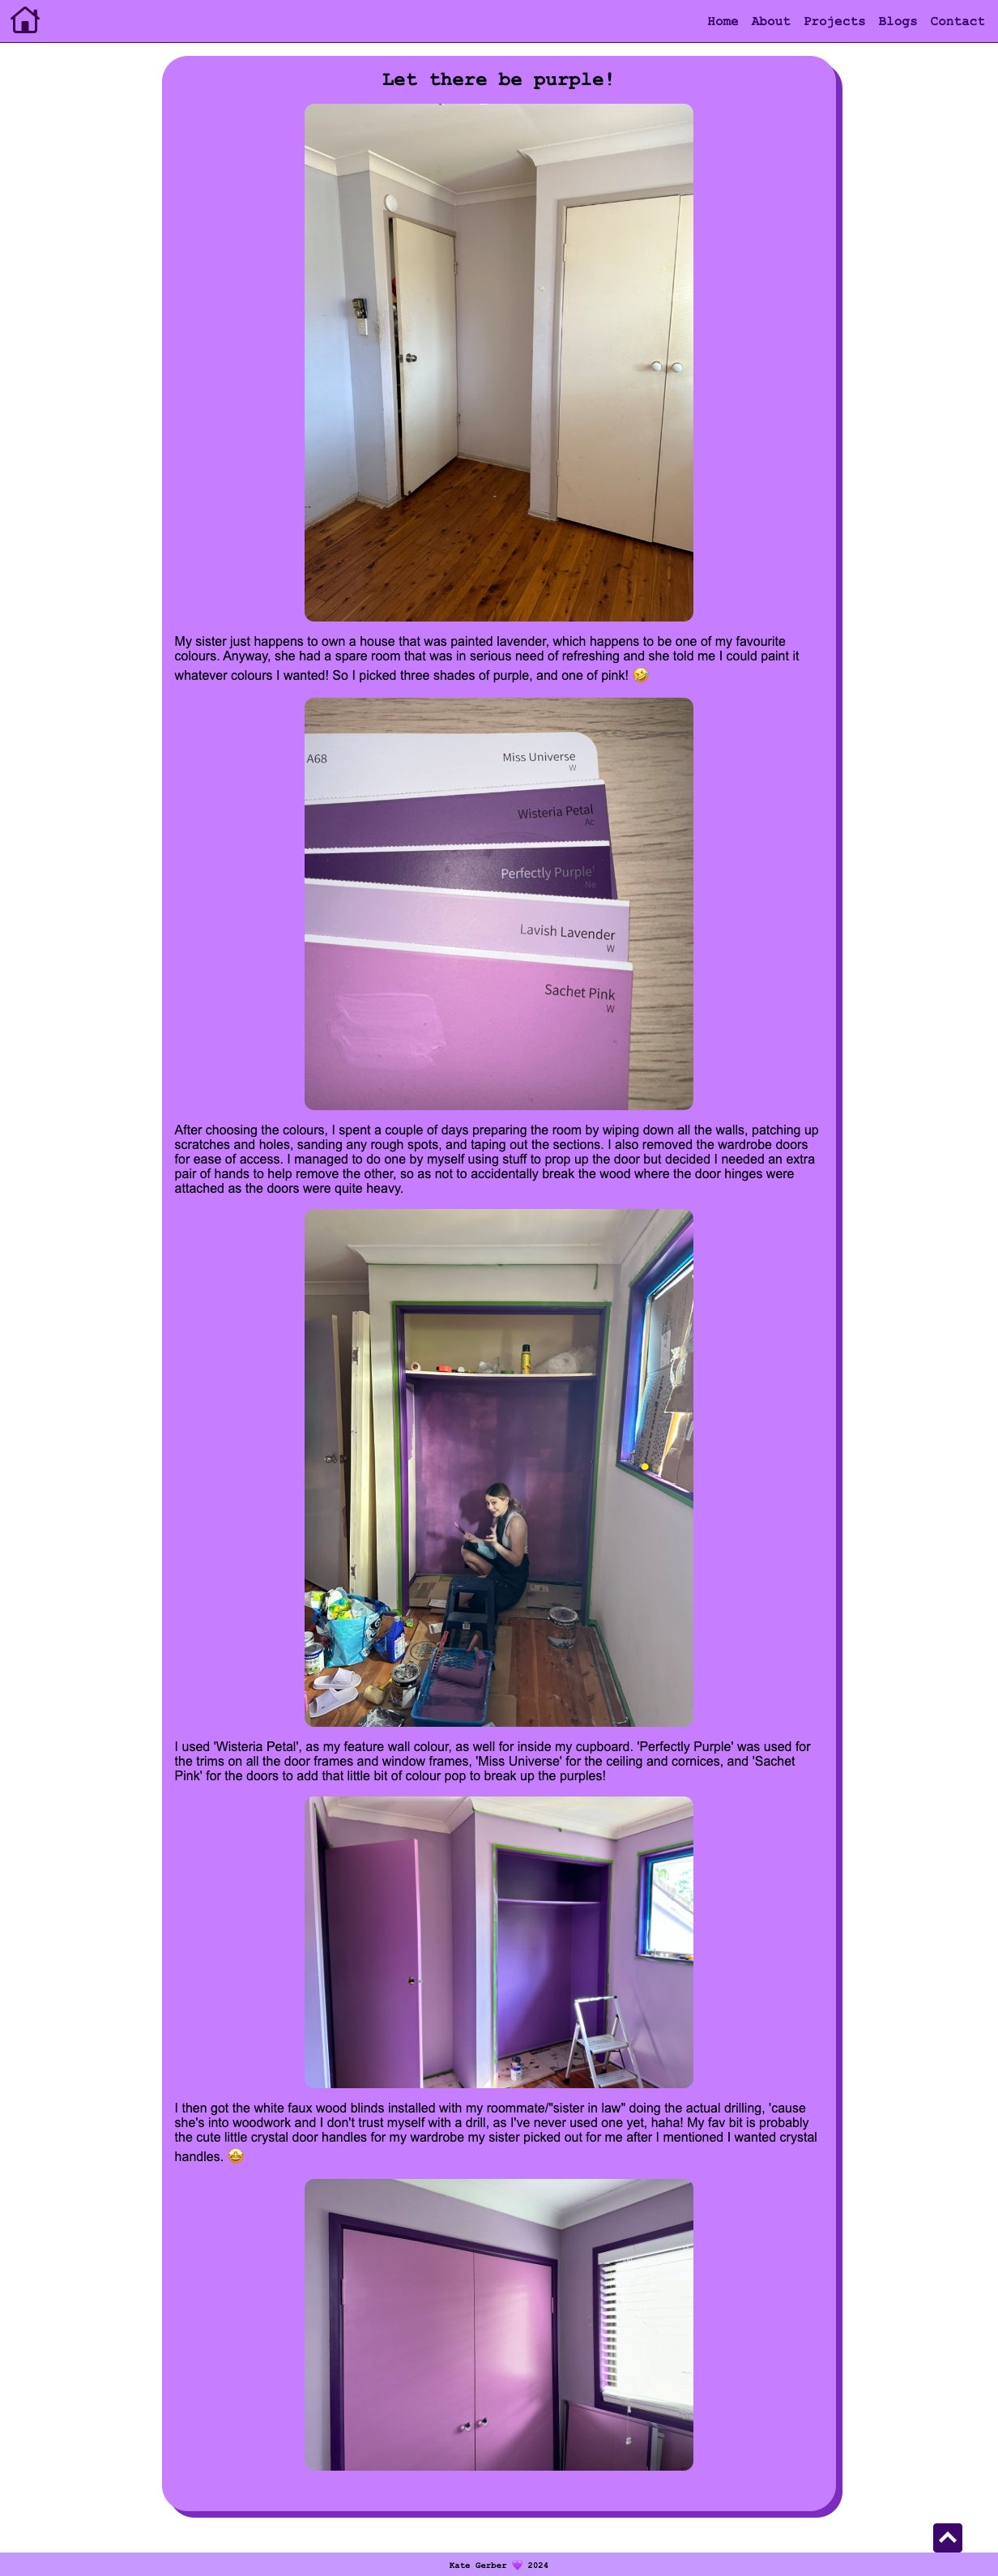 Home About Projects Blogs Contact
Let there be purple!
My sister just happens to own a house that was painted lavender, which happens to be one of my favourite
colours. Anyway, she had a spare room that was in serious need of refreshing and she told me I could paint it
whatever colours I wanted! So I picked three shades of purple, and one of pink! 🤣
A68 Miss Universe
W
Wisteria Petal
Ac
Perfectly Purple
Ne
Lavish Lavender
W
Sachet Pink
W
After choosing the colours, I spent a couple of days preparing the room by wiping down all the walls, patching up
scratches and holes, sanding any rough spots, and taping out the sections. I also removed the wardrobe doors
for ease of access. I managed to do one by myself using stuff to prop up the door but decided I needed an extra
pair of hands to help remove the other, so as not to accidentally break the wood where the door hinges were
attached as the doors were quite heavy.
I used 'Wisteria Petal', as my feature wall colour, as well for inside my cupboard. 'Perfectly Purple' was used for
the trims on all the door frames and window frames, 'Miss Universe' for the ceiling and cornices, and 'Sachet
Pink' for the doors to add that little bit of colour pop to break up the purples!
I then got the white faux wood blinds installed with my roommate/"sister in law" doing the actual drilling, 'cause
she's into woodwork and I don't trust myself with a drill, as I've never used one yet, haha! My fav bit is probably
the cute little crystal door handles for my wardrobe my sister picked out for me after I mentioned I wanted crystal
handles. 🤩
Kate Gerber 💜 2024